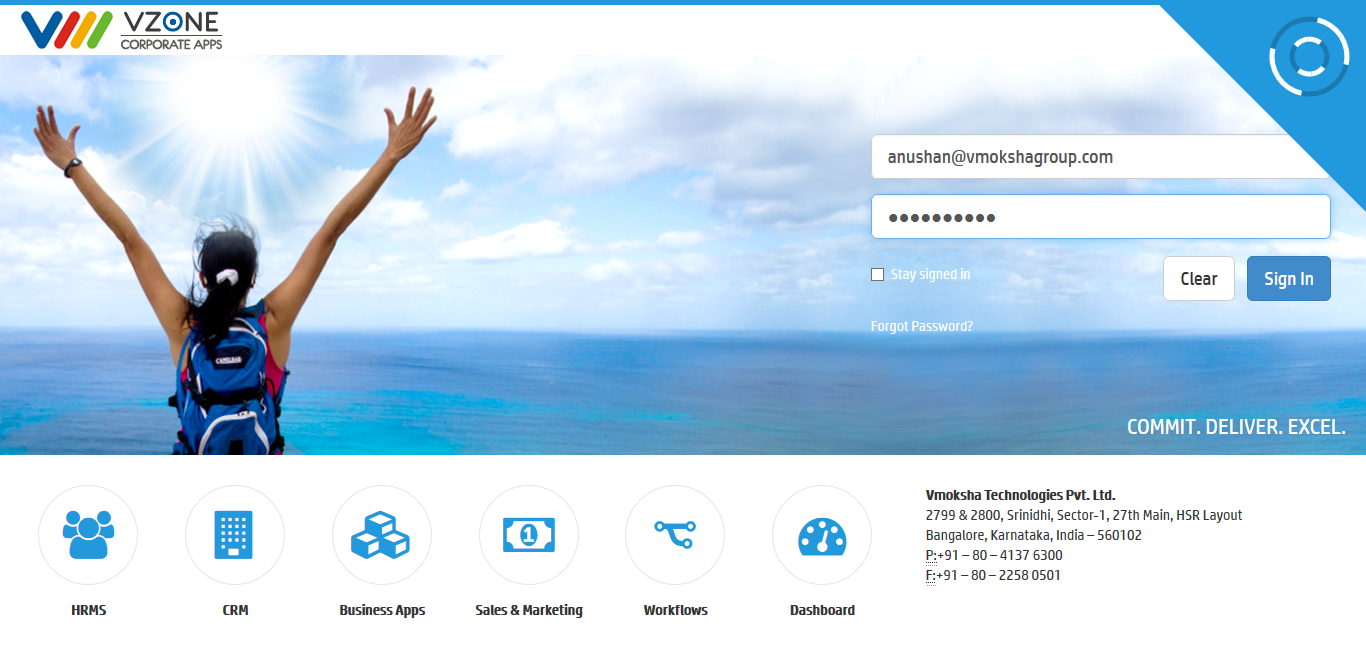 VZONE
CORPORATE APPS
anushan@vmokshagroup.com
●●●●●●●●●●
Stay signed in
Clear
Sign In
Forgot Password?
CAMELBAK
COMMIT. DELIVER. EXCEL.
HRMS
CRM
Business Apps
1
Sales & Marketing
Workflows
Dashboard
Vmoksha Technologies Pvt. Ltd.
2799 & 2800, Srinidhi, Sector-1, 27th Main, HSR Layout
Bangalore, Karnataka, India – 560102
P:+91 – 80 – 4137 6300
F:+91 – 80 – 2258 0501